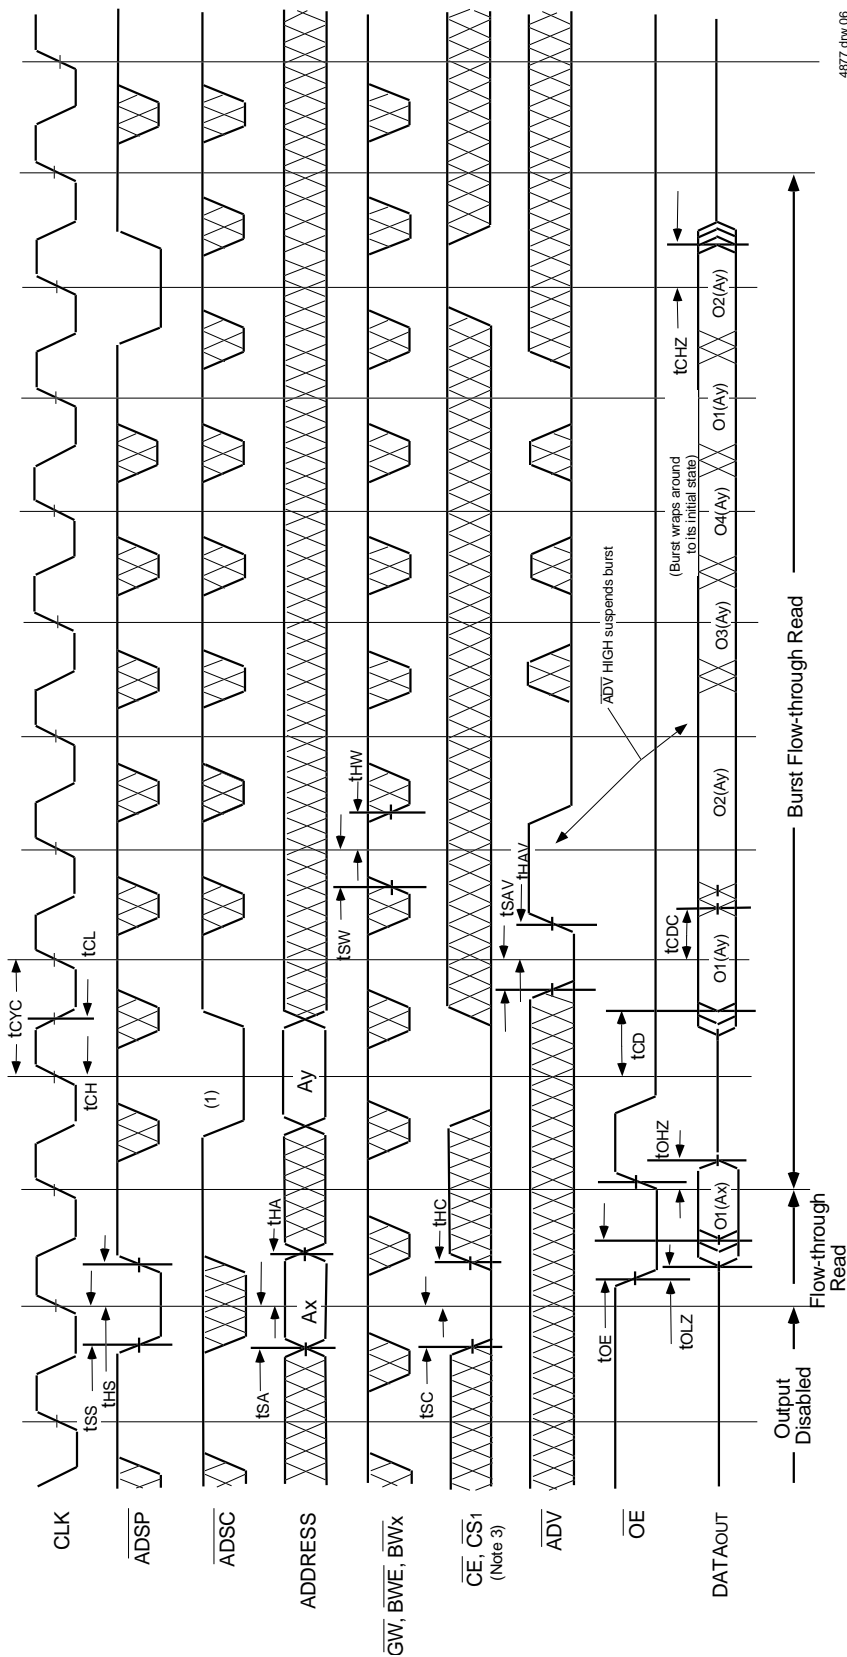 4877 drw 06
CLK
tCYC
tCH
tCL
tSS
tHS
ADSP
ADSC
(1)
ADDRESS
tSA
tHA
Ax
Ay
GW, BWE, BWx
tSW
tHW
CE, CS1
(Note 3)
tSC
tHC
ADV
tSAV
tHAV
ADV HIGH suspends burst
OE
tOE
tOLZ
tOHZ
tCD
tCDC
(Burst wraps around
to its initial state)
tCHZ
DATAOUT
O1(Ax)
O1(Ay)
O2(Ay)
O3(Ay)
O4(Ay)
O1(Ay)
O2(Ay)
Output
Disabled
Flow-through
Read
Burst Flow-through Read